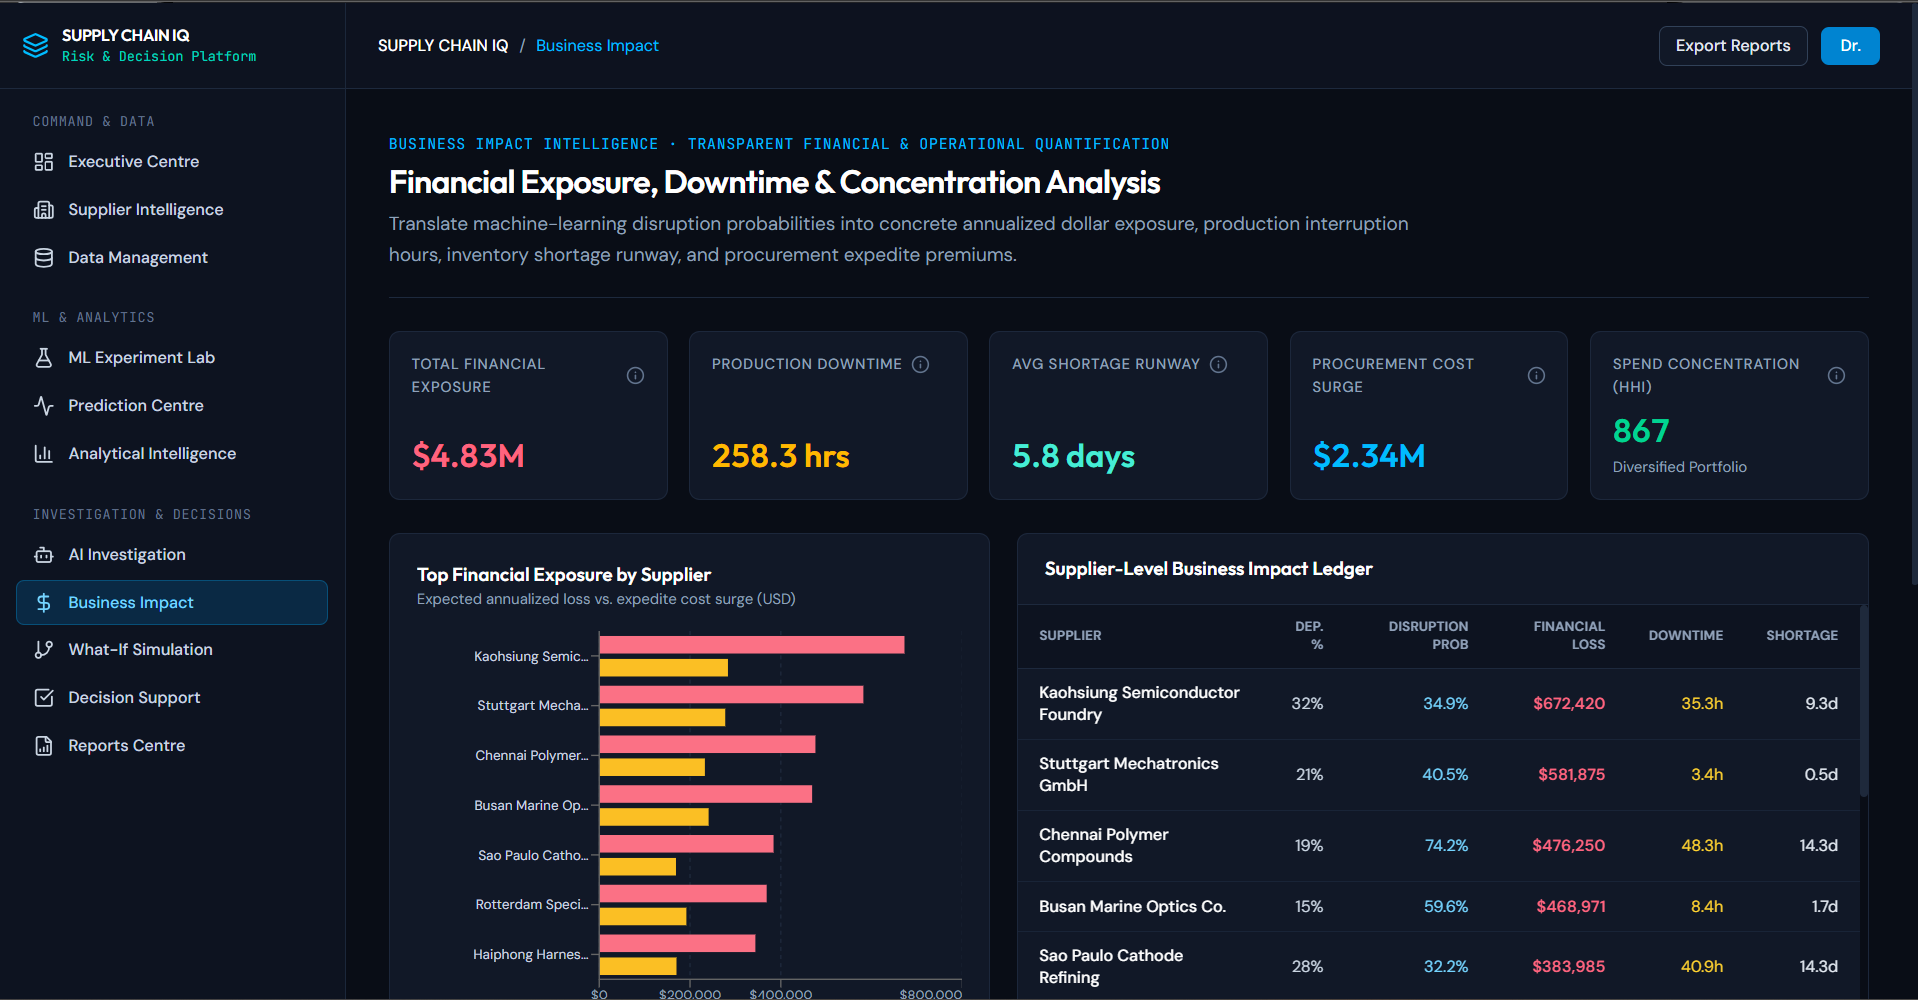 SUPPLY CHAIN IQ
Risk & Decision Platform
SUPPLY CHAIN IQ / Business Impact
Export Reports
Dr.
COMMAND & DATA
Executive Centre
Supplier Intelligence
Data Management
ML & ANALYTICS
ML Experiment Lab
Prediction Centre
Analytical Intelligence
INVESTIGATION & DECISIONS
AI Investigation
Business Impact
What-If Simulation
Decision Support
Reports Centre
BUSINESS IMPACT INTELLIGENCE · TRANSPARENT FINANCIAL & OPERATIONAL QUANTIFICATION
Financial Exposure, Downtime & Concentration Analysis
Translate machine-learning disruption probabilities into concrete annualized dollar exposure, production interruption
hours, inventory shortage runway, and procurement expedite premiums.
TOTAL FINANCIAL
EXPOSURE
$4.83M
PRODUCTION DOWNTIME
258.3 hrs
AVG SHORTAGE RUNWAY
5.8 days
PROCUREMENT COST
SURGE
$2.34M
SPEND CONCENTRATION
(HHI)
867
Diversified Portfolio
Top Financial Exposure by Supplier
Expected annualized loss vs. expedite cost surge (USD)
Kaohsiung Semic...
Stuttgart Mecha...
Chennai Polymer...
Busan Marine Op...
Sao Paulo Catho...
Rotterdam Speci...
Haiphong Harnes...
$0 $200,000 $400,000 $800,000
Supplier-Level Business Impact Ledger
SUPPLIER DEP. % DISRUPTION PROB FINANCIAL LOSS DOWNTIME SHORTAGE
Kaohsiung Semiconductor
Foundry 32% 34.9% $672,420 35.3h 9.3d
Stuttgart Mechatronics
GmbH 21% 40.5% $581,875 3.4h 0.5d
Chennai Polymer
Compounds 19% 74.2% $476,250 48.3h 14.3d
Busan Marine Optics Co. 15% 59.6% $468,971 8.4h 1.7d
Sao Paulo Cathode
Refining 28% 32.2% $383,985 40.9h 14.3d